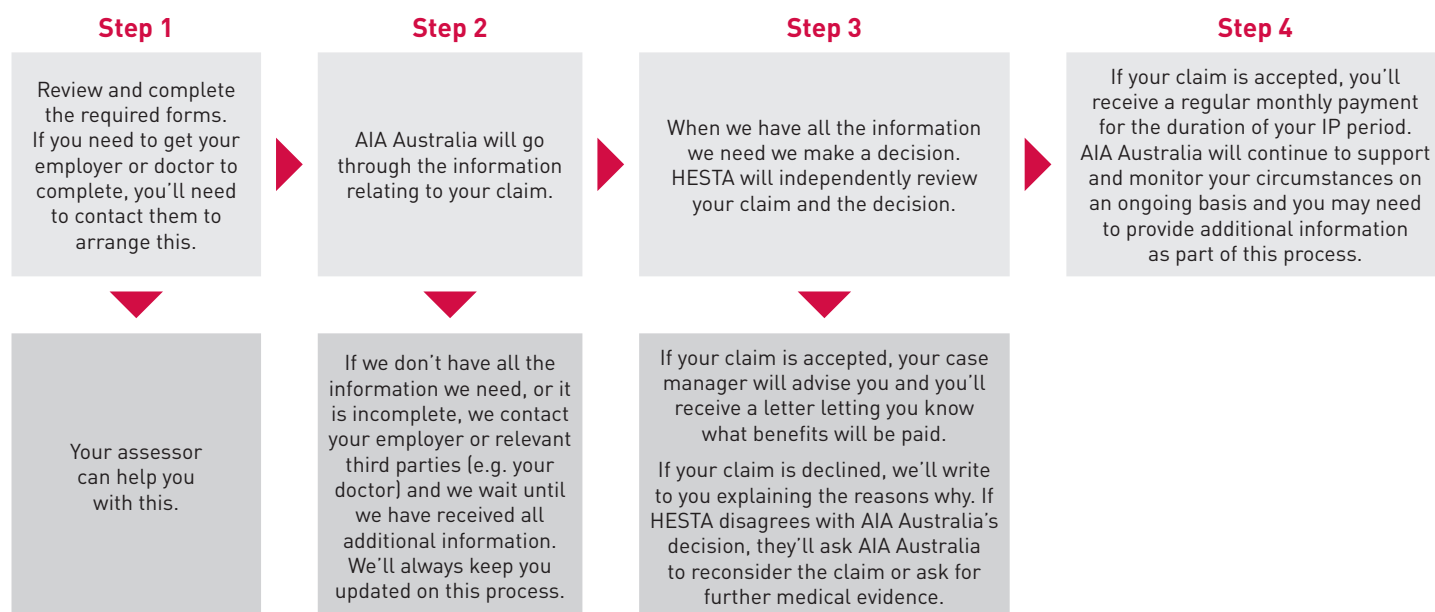 Step 1
Review and complete
the required forms.
If you need to get your
employer or doctor to
complete, you'll need
to contact them to
arrange this.
Your assessor
can help you
with this.
Step 2
AIA Australia will go
through the information
relating to your claim.
If we don't have all the
information we need, or it
is incomplete, we contact
your employer or relevant
third parties (e.g. your
doctor) and we wait until
we have received all
additional information.
We'll always keep you
updated on this process.
Step 3
When we have all the information
we need we make a decision.
HESTA will independently review
your claim and the decision.
If your claim is accepted, your case
manager will advise you and you'll
receive a letter letting you know
what benefits will be paid.
If your claim is declined, we'll write
to you explaining the reasons why. If
HESTA disagrees with AIA Australia's
decision, they'll ask AIA Australia
to reconsider the claim or ask for
further medical evidence.
Step 4
If your claim is accepted, you'll
receive a regular monthly payment
for the duration of your IP period.
AIA Australia will continue to support
and monitor your circumstances on
an ongoing basis and you may need
to provide additional information
as part of this process.